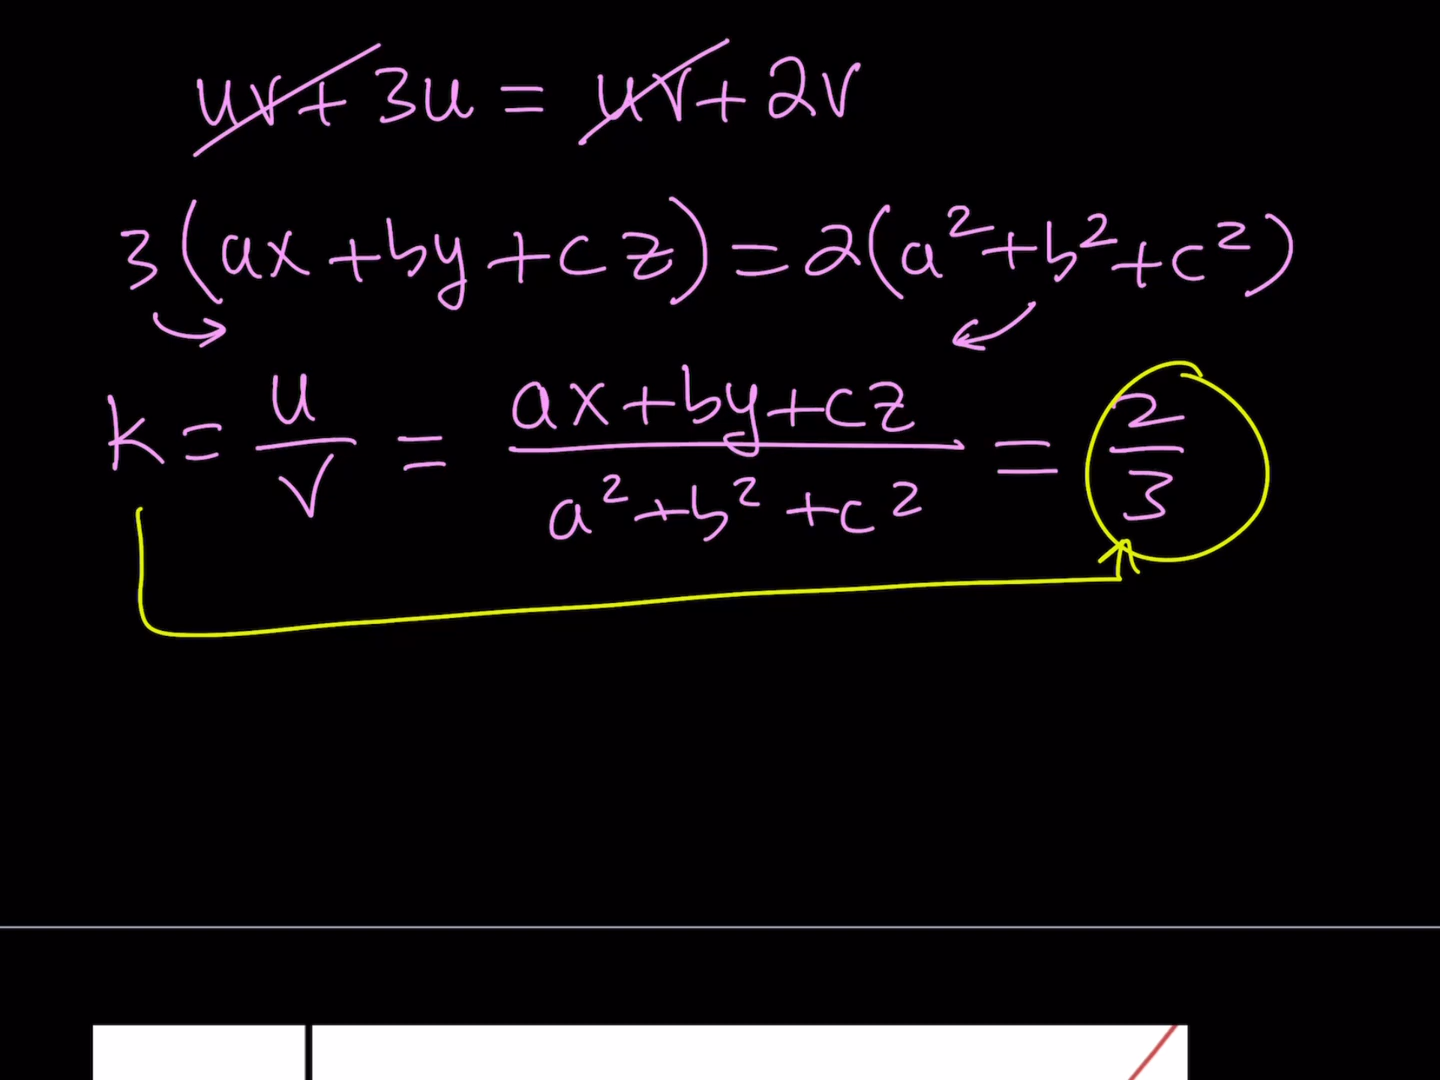 uv + 3u = uv + 2v
3(ax + by + cz) = 2(a² + b² + c²)
k = u/v = (ax + by + cz)/(a² + b² + c²) = 2/3